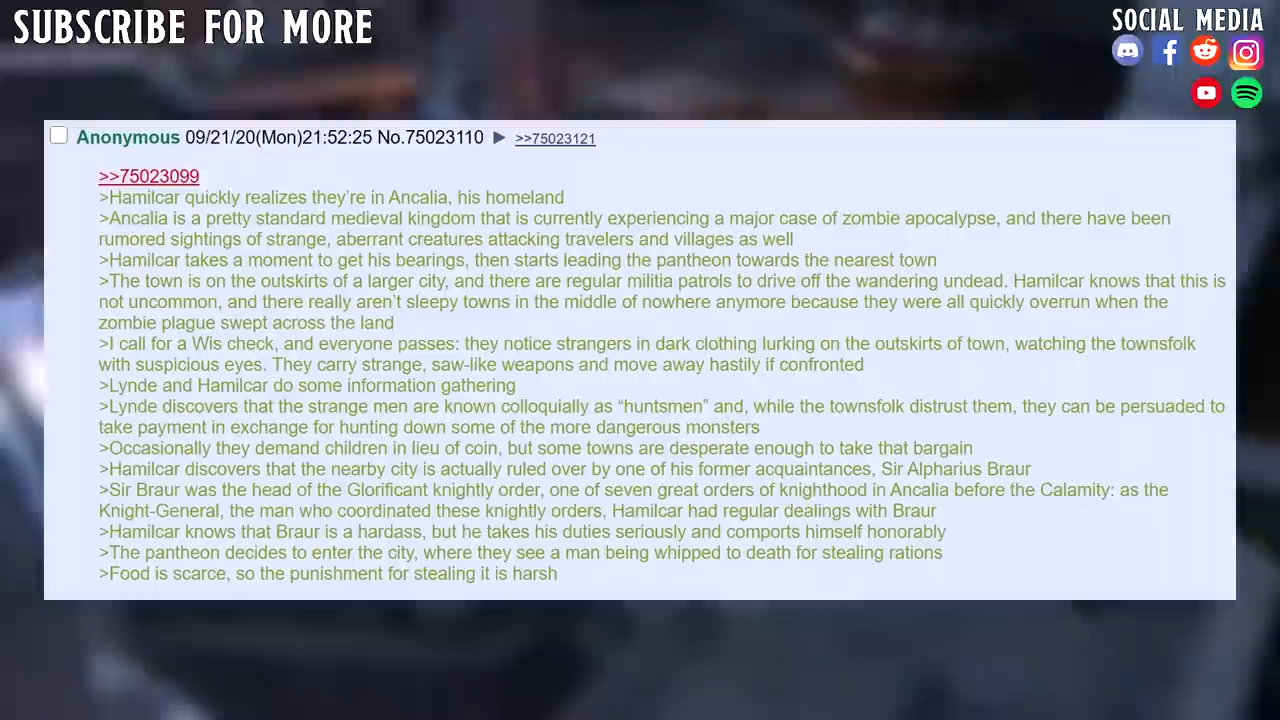 SUBSCRIBE FOR MORE
SOCIAL MEDIA
Anonymous 09/21/20(Mon)21:52:25 No.75023110 ▶ >>75023121
>>75023099
>Hamilcar quickly realizes they're in Ancalia, his homeland
>Ancalia is a pretty standard medieval kingdom that is currently experiencing a major case of zombie apocalypse, and there have been
rumored sightings of strange, aberrant creatures attacking travelers and villages as well
>Hamilcar takes a moment to get his bearings, then starts leading the pantheon towards the nearest town
>The town is on the outskirts of a larger city, and there are regular militia patrols to drive off the wandering undead. Hamilcar knows that this is
not uncommon, and there really aren't sleepy towns in the middle of nowhere anymore because they were all quickly overrun when the
zombie plague swept across the land
>I call for a Wis check, and everyone passes: they notice strangers in dark clothing lurking on the outskirts of town, watching the townsfolk
with suspicious eyes. They carry strange, saw-like weapons and move away hastily if confronted
>Lynde and Hamilcar do some information gathering
>Lynde discovers that the strange men are known colloquially as “huntsmen” and, while the townsfolk distrust them, they can be persuaded to
take payment in exchange for hunting down some of the more dangerous monsters
>Occasionally they demand children in lieu of coin, but some towns are desperate enough to take that bargain
>Hamilcar discovers that the nearby city is actually ruled over by one of his former acquaintances, Sir Alpharius Braur
>Sir Braur was the head of the Glorificant knightly order, one of seven great orders of knighthood in Ancalia before the Calamity: as the
Knight-General, the man who coordinated these knightly orders, Hamilcar had regular dealings with Braur
>Hamilcar knows that Braur is a hardass, but he takes his duties seriously and comports himself honorably
>The pantheon decides to enter the city, where they see a man being whipped to death for stealing rations
>Food is scarce, so the punishment for stealing it is harsh